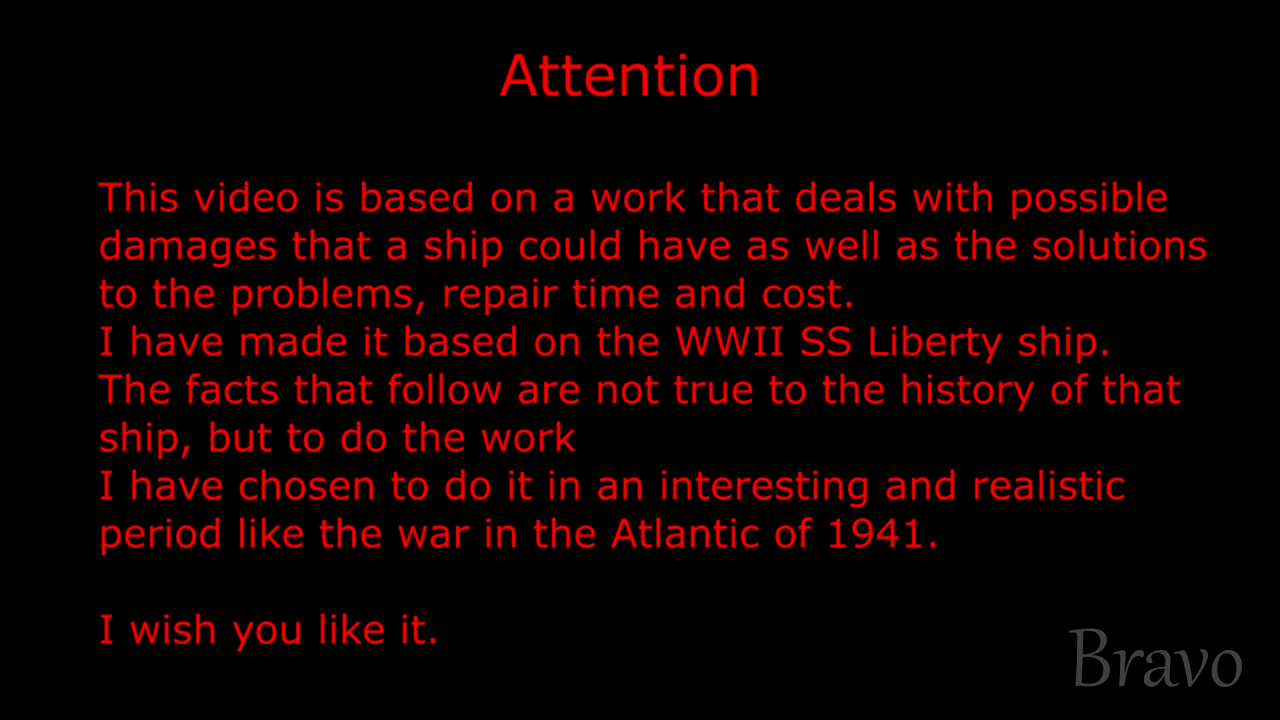 Attention
This video is based on a work that deals with possible
damages that a ship could have as well as the solutions
to the problems, repair time and cost.
I have made it based on the WWII SS Liberty ship.
The facts that follow are not true to the history of that
ship, but to do the work
I have chosen to do it in an interesting and realistic
period like the war in the Atlantic of 1941.
I wish you like it.
Bravo